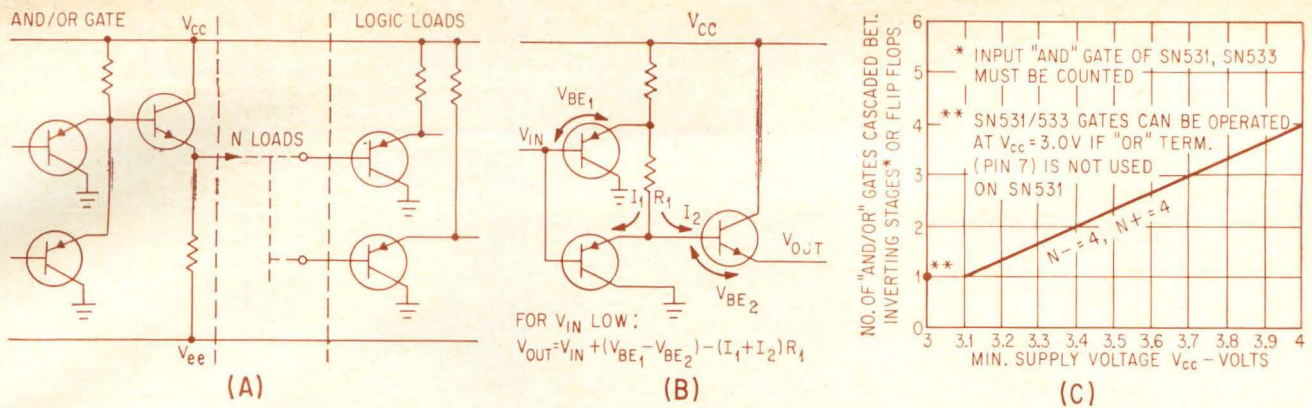 AND/OR GATE
Vcc
LOGIC LOADS
N LOADS
Vee
(A)
Vcc
VBE1
VIN
I1 R1 I2
VOUT
VBE2
FOR VIN LOW:
VOUT=VIN+(VBE1-VBE2)-(I1+I2)R1
(B)
NO. OF "AND/OR" GATES CASCADED BET.
INVERTING STAGES* OR FLIP FLOPS
6
5
4
3
2
1
0
* INPUT "AND" GATE OF SN531, SN533
MUST BE COUNTED
** SN531/533 GATES CAN BE OPERATED
AT Vcc=3.0V IF "OR" TERM.
(PIN 7) IS NOT USED
ON SN531
N-=4, N+=4
**
3 3.1 3.2 3.3 3.4 3.5 3.6 3.7 3.8 3.9 4
MIN. SUPPLY VOLTAGE Vcc-VOLTS
(C)